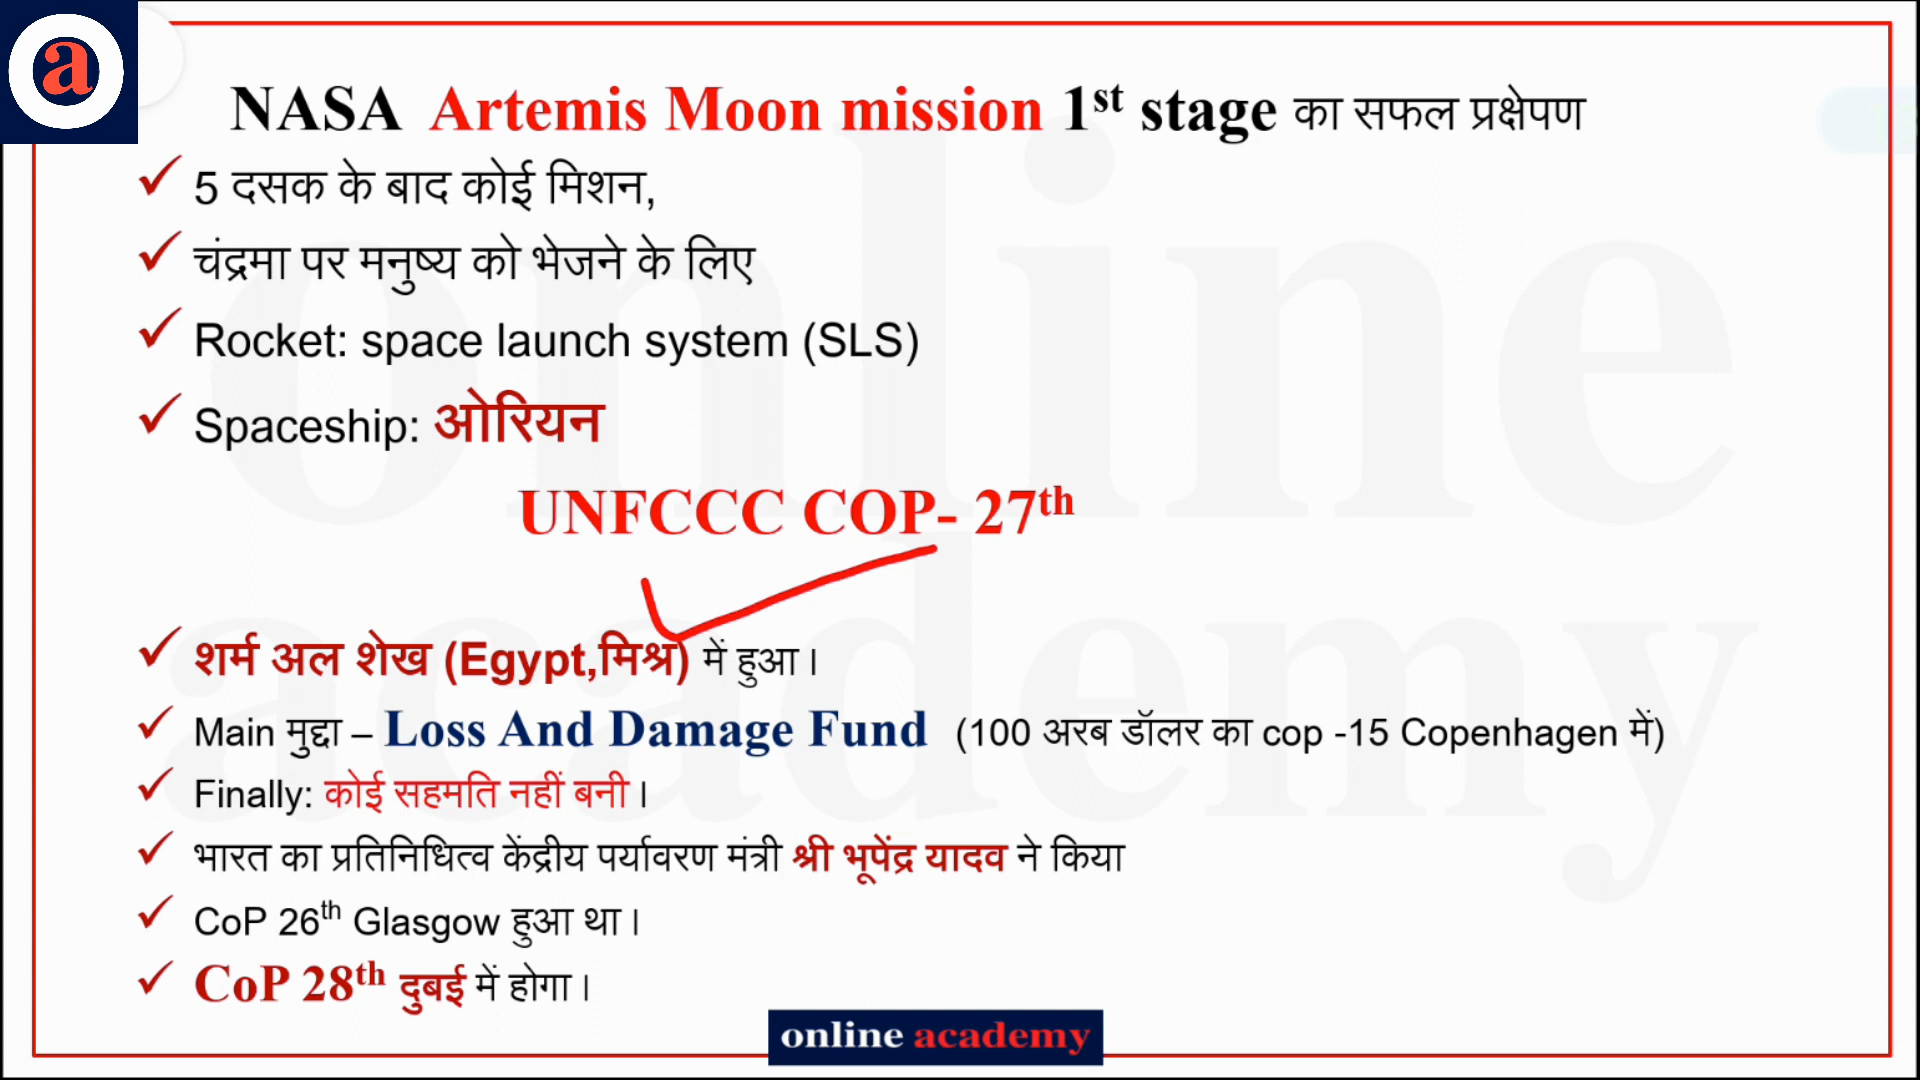 a
NASA Artemis Moon mission 1st stage का सफल प्रक्षेपण
5 दसक के बाद कोई मिशन,
चंद्रमा पर मनुष्य को भेजने के लिए
Rocket: space launch system (SLS)
Spaceship: ओरियन
UNFCCC COP- 27th
शर्म अल शेख (Egypt,मिश्र) में हुआ।
Main मुद्दा – Loss And Damage Fund (100 अरब डॉलर का cop -15 Copenhagen में)
Finally: कोई सहमति नहीं बनी।
भारत का प्रतिनिधित्व केंद्रीय पर्यावरण मंत्री श्री भूपेंद्र यादव ने किया
CoP 26th Glasgow हुआ था।
CoP 28th दुबई में होगा।
online academy
online
academy